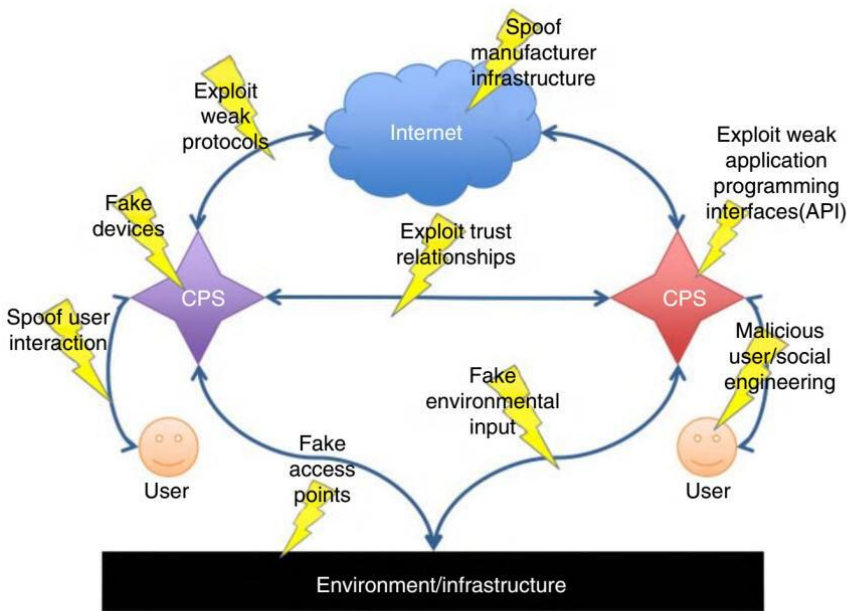 Spoof
manufacturer
infrastructure
Exploit
weak
protocols
Internet
Exploit weak
application
programming
interfaces(API)
Fake
devices
Exploit trust
relationships
CPS
CPS
Spoof user
interaction
Malicious
user/social
engineering
Fake
environmental
input
Fake
access
points
User
User
Environment/infrastructure